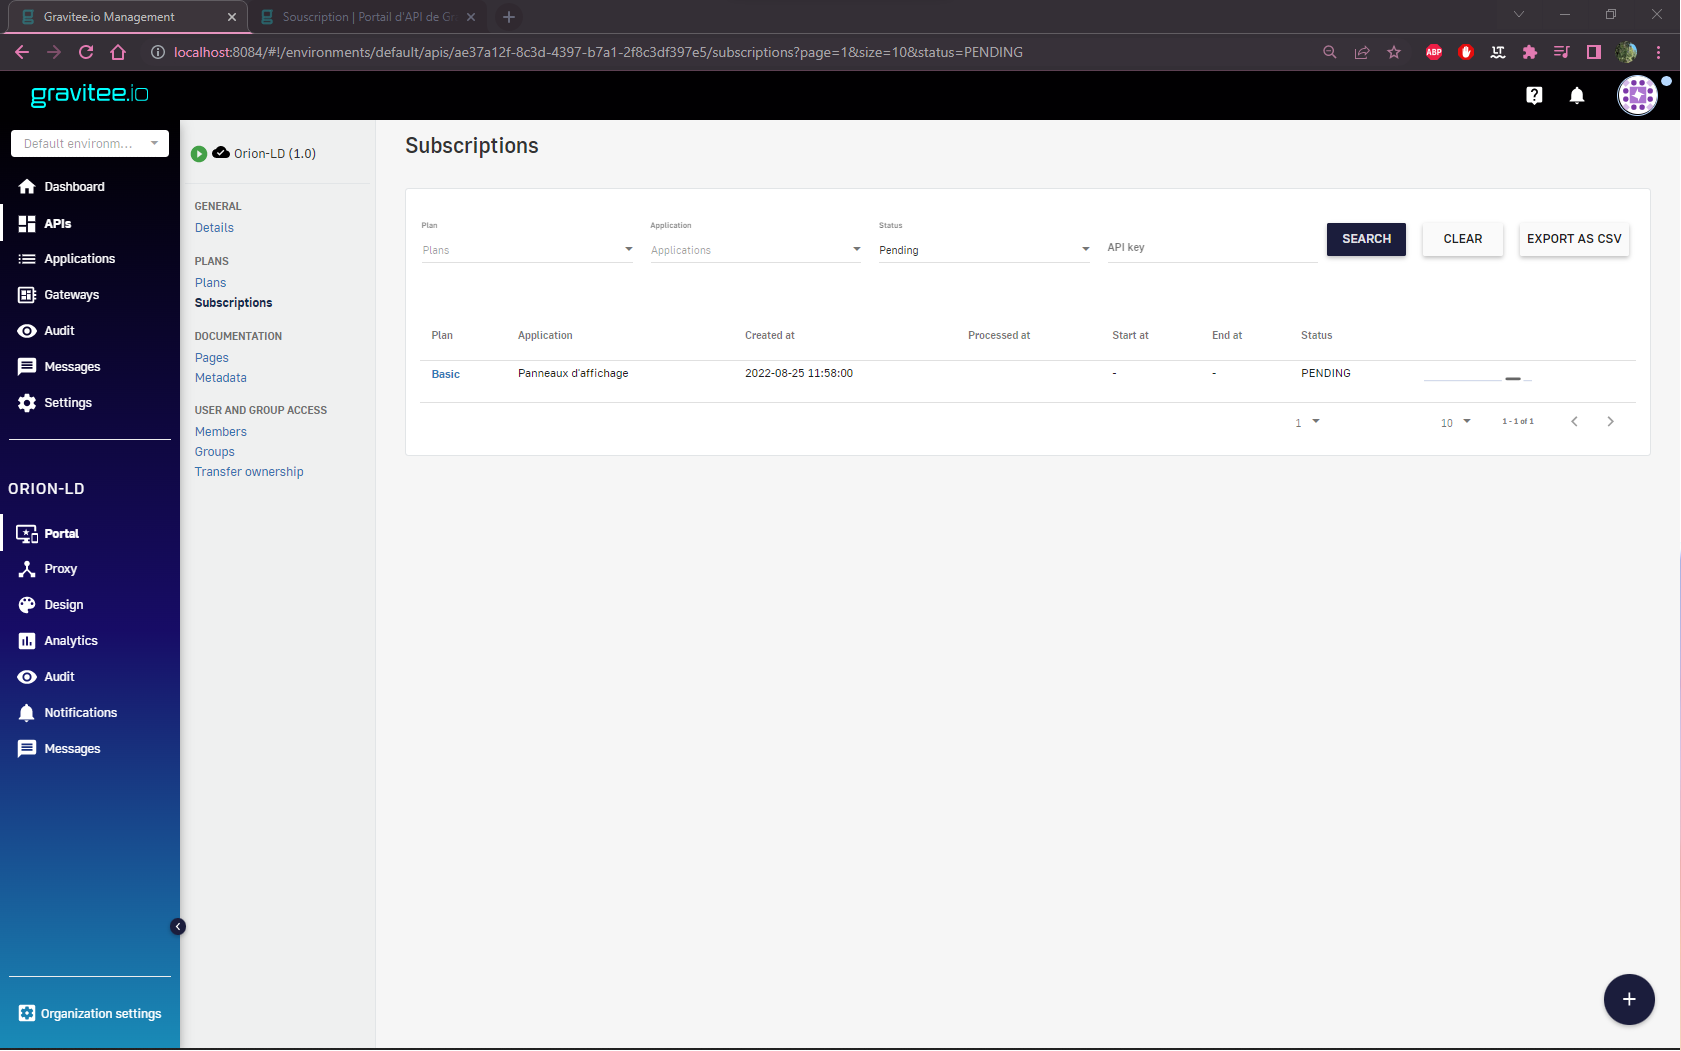 Gravitee.io Management
Souscription | Portail d'API de Gr
localhost:8084/#!/environments/default/apis/ae37a12f-8c3d-4397-b7a1-2f8c3df397e5/subscriptions?page=1&size=10&status=PENDING
ABP
gravitee.io
Default environm...
Dashboard
APIs
Applications
Gateways
Audit
Messages
Settings
ORION-LD
Portal
Proxy
Design
Analytics
Audit
Notifications
Messages
Organization settings
Orion-LD (1.0)
GENERAL
Details
PLANS
Plans
Subscriptions
DOCUMENTATION
Pages
Metadata
USER AND GROUP ACCESS
Members
Groups
Transfer ownership
Subscriptions
Plan Application Status
Plans Applications Pending API key SEARCH CLEAR EXPORT AS CSV
Plan Application Created at Processed at Start at End at Status
Basic Panneaux d'affichage 2022-08-25 11:58:00 - - PENDING
1 10 1 - 1 of 1